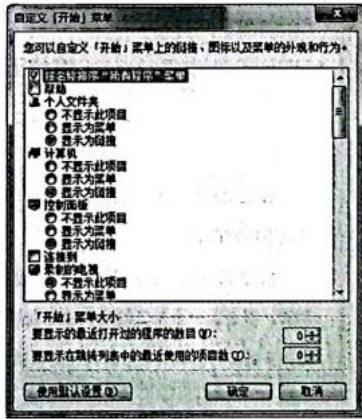 自定义「开始」菜单
您可以自定义「开始」菜单上的链接、图标以及菜单的外观和行为。
按名称排序“所有程序”菜单
帮助
个人文件夹
不显示此项目
显示为菜单
显示为链接
计算机
不显示此项目
显示为菜单
显示为链接
控制面板
不显示此项目
显示为菜单
显示为链接
连接到
录制的电视
不显示此项目
显示为菜单
「开始」菜单大小
要显示的最近打开过的程序的数目(P):
0
要显示在跳转列表中的最近使用的项目数(J):
0
使用默认设置(D)
确定
取消